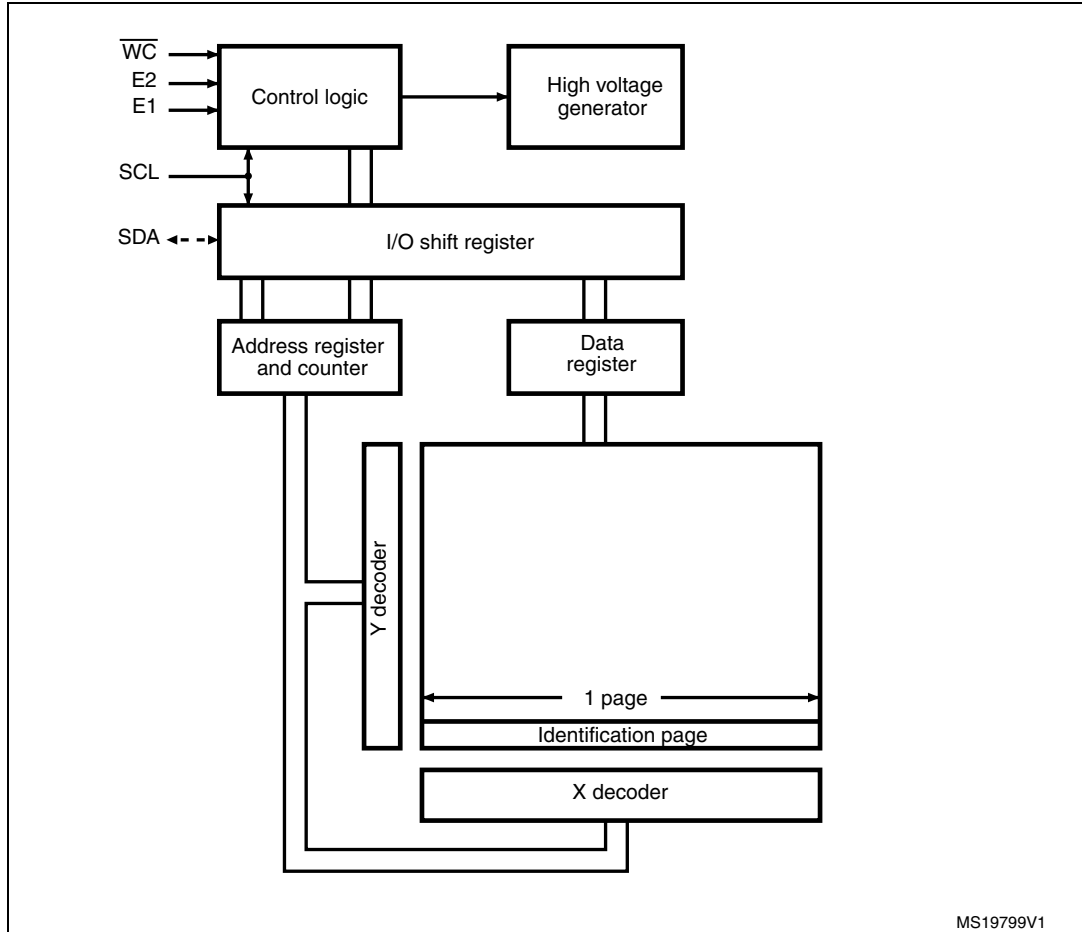 W̅C̅
E2
E1
SCL
SDA
Control logic
High voltage
generator
I/O shift register
Address register
and counter
Data
register
Y decoder
1 page
Identification page
X decoder
MS19799V1